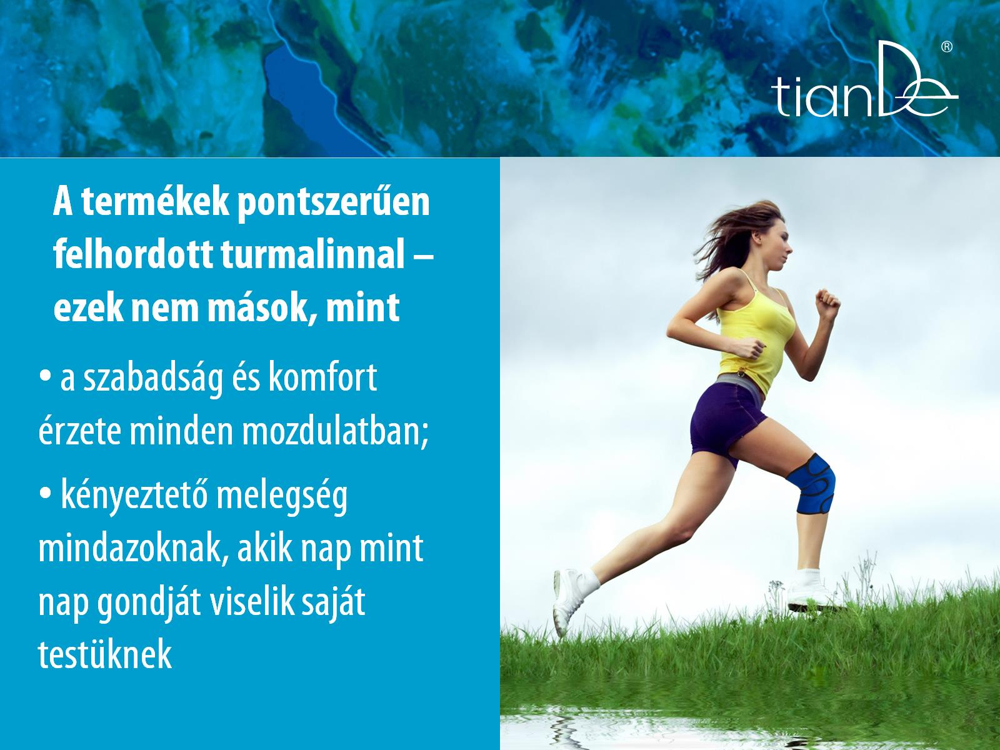 tianDe®
A termékek pontszerűen
felhordott turmalinnal –
ezek nem mások, mint
• a szabadság és komfort
érzete minden mozdulatban;
• kényeztető melegség
mindazoknak, akik nap mint
nap gondját viselik saját
testüknek